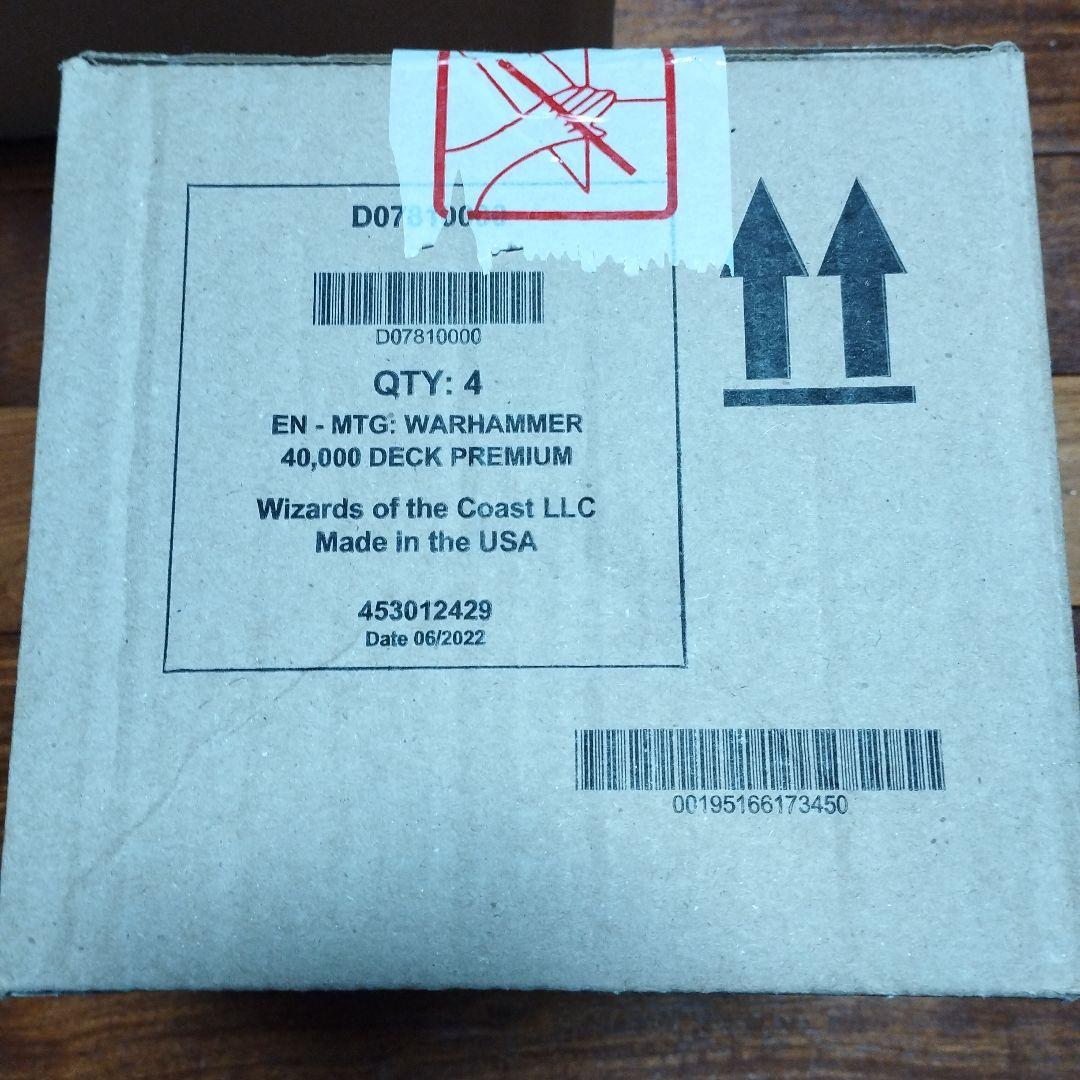 D07810000
D07810000
QTY: 4
EN - MTG: WARHAMMER
40,000 DECK PREMIUM
Wizards of the Coast LLC
Made in the USA
453012429
Date 06/2022
00195166173450